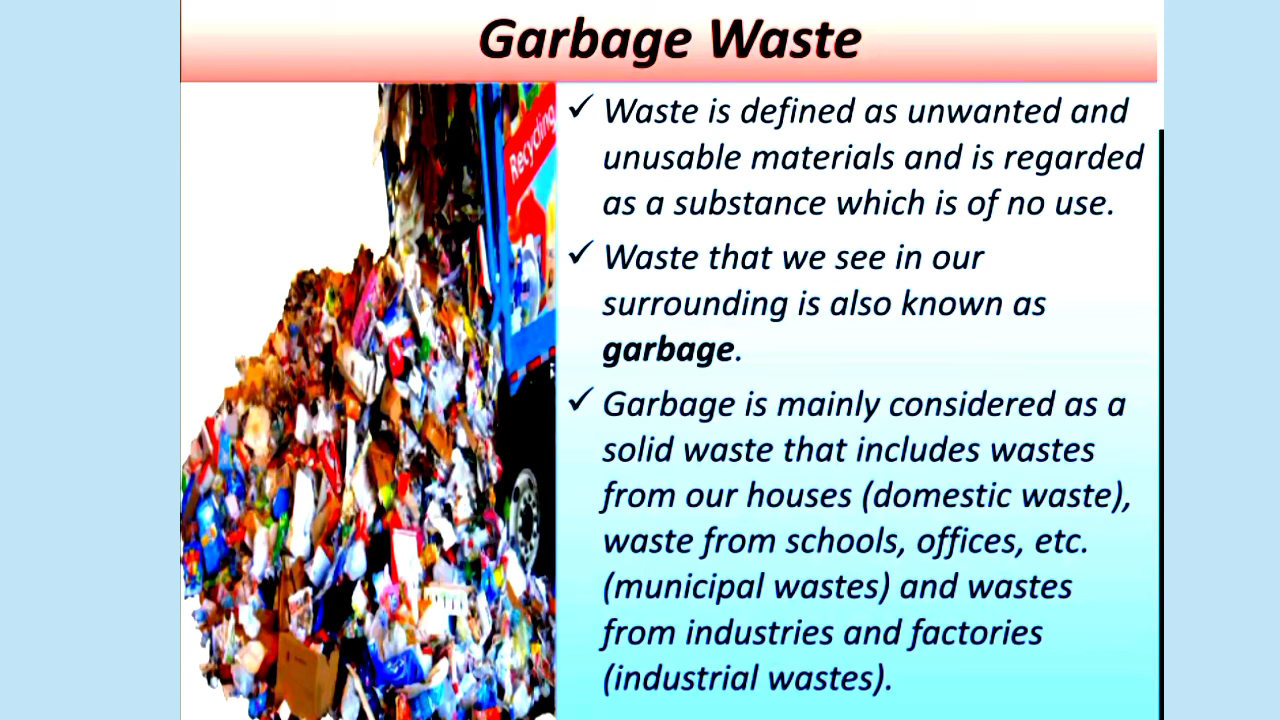 Garbage Waste
Recycling
✓ Waste is defined as unwanted and
unusable materials and is regarded
as a substance which is of no use.
✓ Waste that we see in our
surrounding is also known as
garbage.
✓ Garbage is mainly considered as a
solid waste that includes wastes
from our houses (domestic waste),
waste from schools, offices, etc.
(municipal wastes) and wastes
from industries and factories
(industrial wastes).